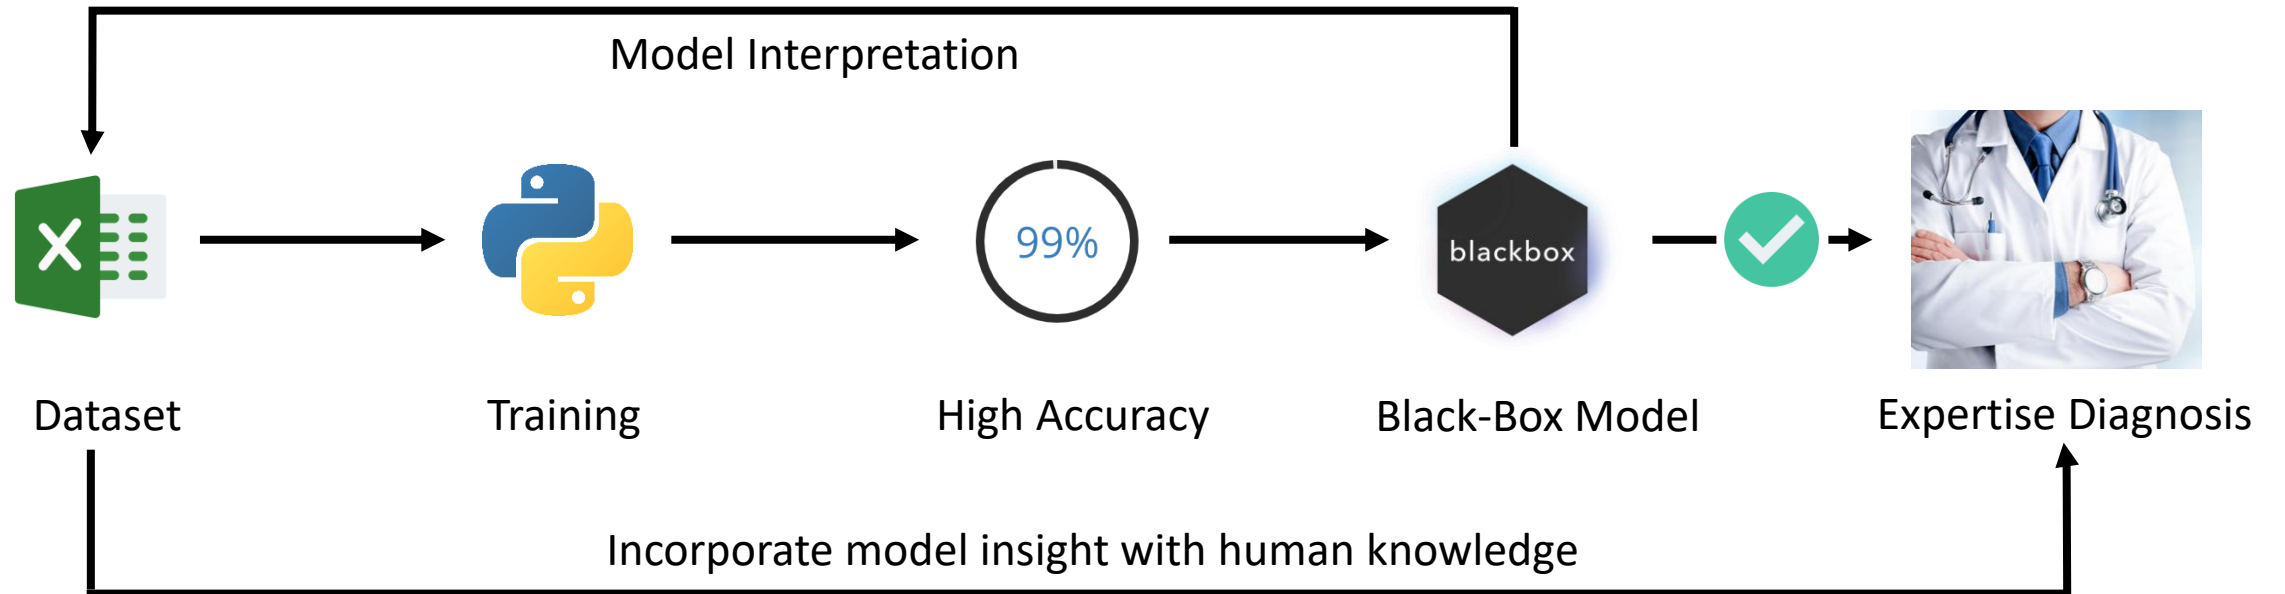 Model Interpretation
X
99%
blackbox
Dataset
Training
High Accuracy
Black-Box Model
Expertise Diagnosis
Incorporate model insight with human knowledge